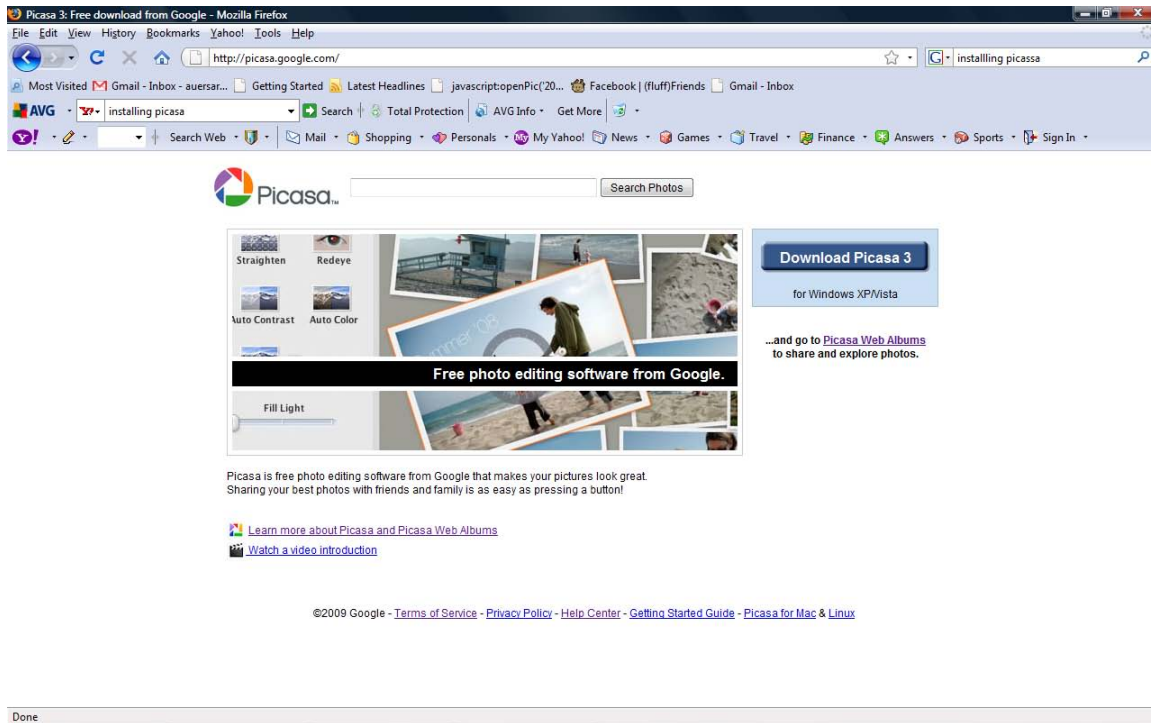 Picasa 3: Free download from Google - Mozilla Firefox
File Edit View History Bookmarks Yahoo! Tools Help
http://picasa.google.com/ G installling picassa
Most Visited Gmail - Inbox - auersar... Getting Started Latest Headlines javascript:openPic('20... Facebook | (fluff)Friends Gmail - Inbox
AVG Y? installing picasa Search Total Protection AVG Info Get More
Y! Search Web Mail Shopping Personals My Yahoo! News Games Travel Finance Answers Sports Sign In
Picasa™ Search Photos
Straighten Redeye
Auto Contrast Auto Color
summer '08
Free photo editing software from Google.
Fill Light
Download Picasa 3
for Windows XP/Vista
...and go to Picasa Web Albums
to share and explore photos.
Picasa is free photo editing software from Google that makes your pictures look great.
Sharing your best photos with friends and family is as easy as pressing a button!
Learn more about Picasa and Picasa Web Albums
Watch a video introduction
©2009 Google - Terms of Service - Privacy Policy - Help Center - Getting Started Guide - Picasa for Mac & Linux
Done